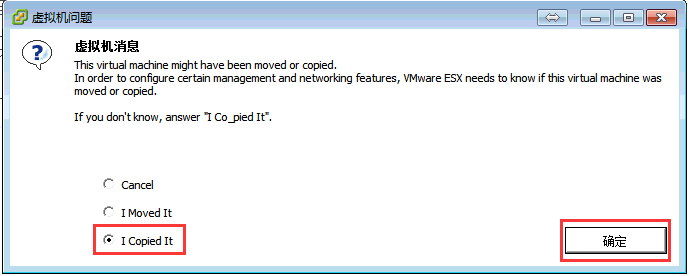 虚拟机问题
虚拟机消息
This virtual machine might have been moved or copied.
In order to configure certain management and networking features, VMware ESX needs to know if this virtual machine was
moved or copied.
If you don't know, answer "I Co_pied It".
Cancel
I Moved It
I Copied It
确定